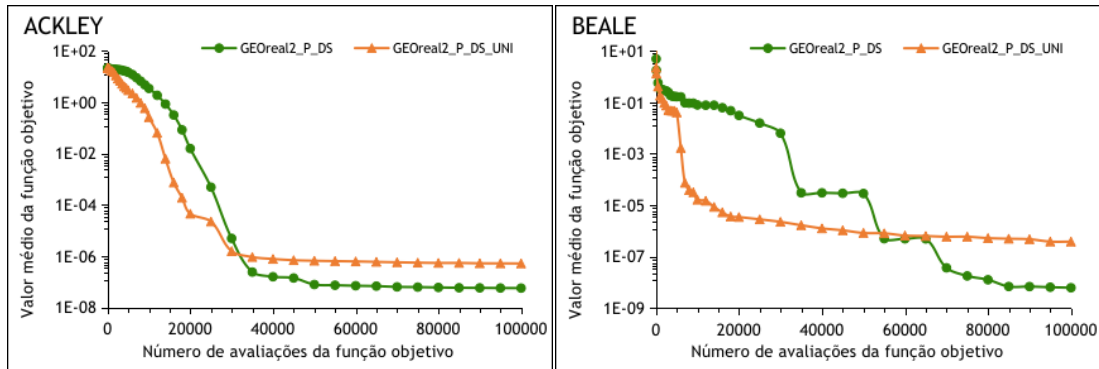 ACKLEY
GEOreal2_P_DS
GEOreal2_P_DS_UNI
Valor médio da função objetivo
1E+02
1E+00
1E-02
1E-04
1E-06
1E-08
0
20000
40000
60000
80000
100000
Número de avaliações da função objetivo
BEALE
GEOreal2_P_DS
GEOreal2_P_DS_UNI
Valor médio da função objetivo
1E+01
1E-01
1E-03
1E-05
1E-07
1E-09
0
20000
40000
60000
80000
100000
Número de avaliações da função objetivo